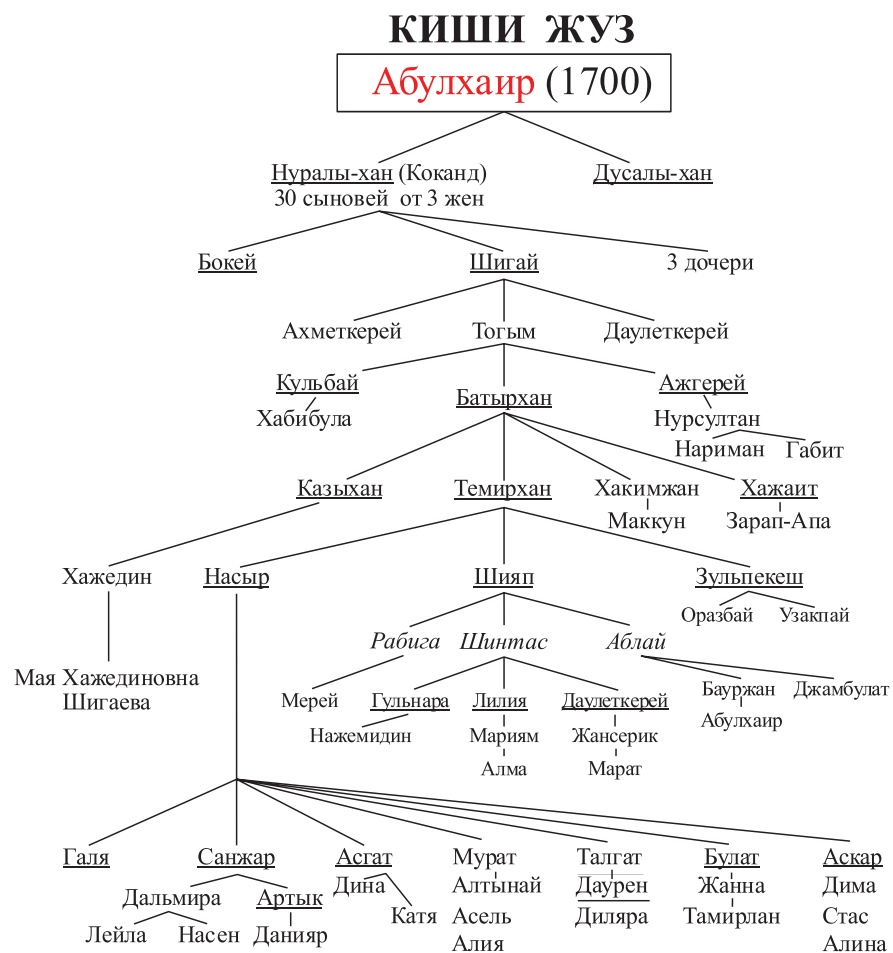 КИШИ ЖУЗ
Абулхаир (1700)
Нуралы-хан (Коканд) Дусалы-хан
30 сыновей от 3 жен
Бокей Шигай 3 дочери
Ахметкерей Тогым Даулеткерей
Кульбай Батырхан Ажгерей
Хабибула Нурсултан
Нариман Габит
Казыхан Темирхан Хакимжан Хажаит
Маккун Зарап-Апа
Хажедин Насыр Шияп Зульпекеш
Оразбай Узакпай
Рабига Шинтас Аблай
Мая Хажединовна
Шигаева
Мерей Гульнара Лилия Даулеткерей Бауржан Джамбулат
Абулхаир
Нажемидин Мариям Жансерик
Алма Марат
Галя Санжар Асгат Мурат Талгат Булат Аскар
Дальмира Артык Дина Алтынай Даурен Жанна Дима
Катя Асель Диляра Тамирлан Стас
Лейла Насен Данияр Алия Алина